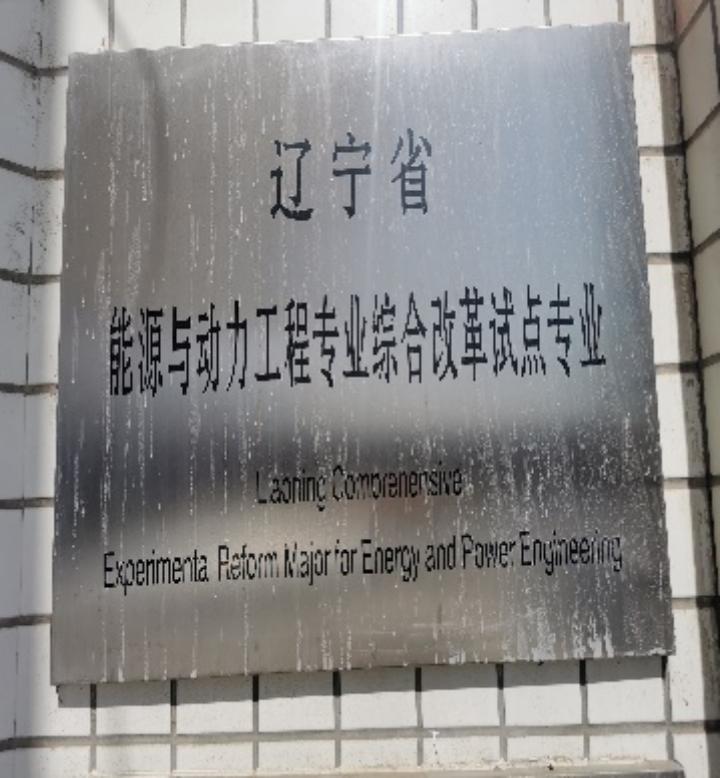 辽宁省
能源与动力工程专业综合改革试点专业
Liaoning Comprehensive
Experimental Reform Major for Energy and Power Engineering